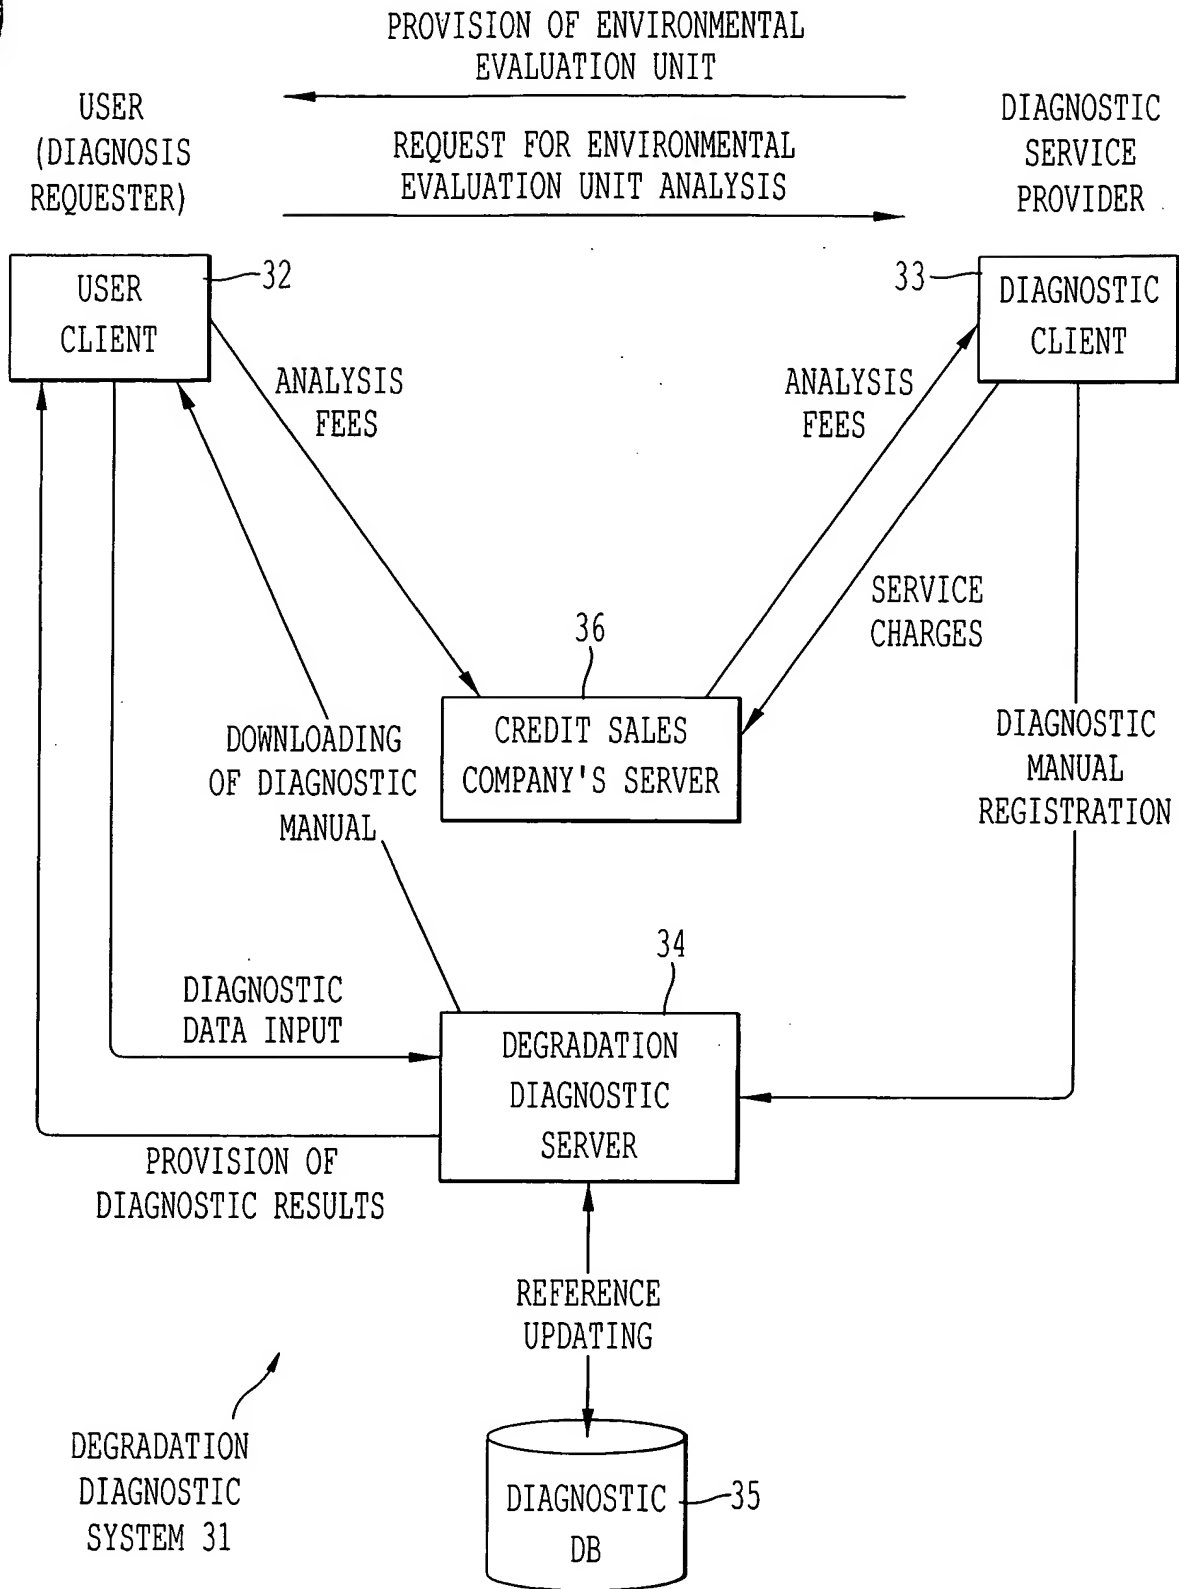 PROVISION OF ENVIRONMENTAL
EVALUATION UNIT
USER
(DIAGNOSIS
REQUESTER)
REQUEST FOR ENVIRONMENTAL
EVALUATION UNIT ANALYSIS
DIAGNOSTIC
SERVICE
PROVIDER
32
USER
CLIENT
33
DIAGNOSTIC
CLIENT
ANALYSIS
FEES
ANALYSIS
FEES
SERVICE
CHARGES
36
CREDIT SALES
COMPANY'S SERVER
DOWNLOADING
OF DIAGNOSTIC
MANUAL
DIAGNOSTIC
MANUAL
REGISTRATION
34
DIAGNOSTIC
DATA INPUT
DEGRADATION
DIAGNOSTIC
SERVER
PROVISION OF
DIAGNOSTIC RESULTS
REFERENCE
UPDATING
DEGRADATION
DIAGNOSTIC
SYSTEM 31
DIAGNOSTIC
DB
35